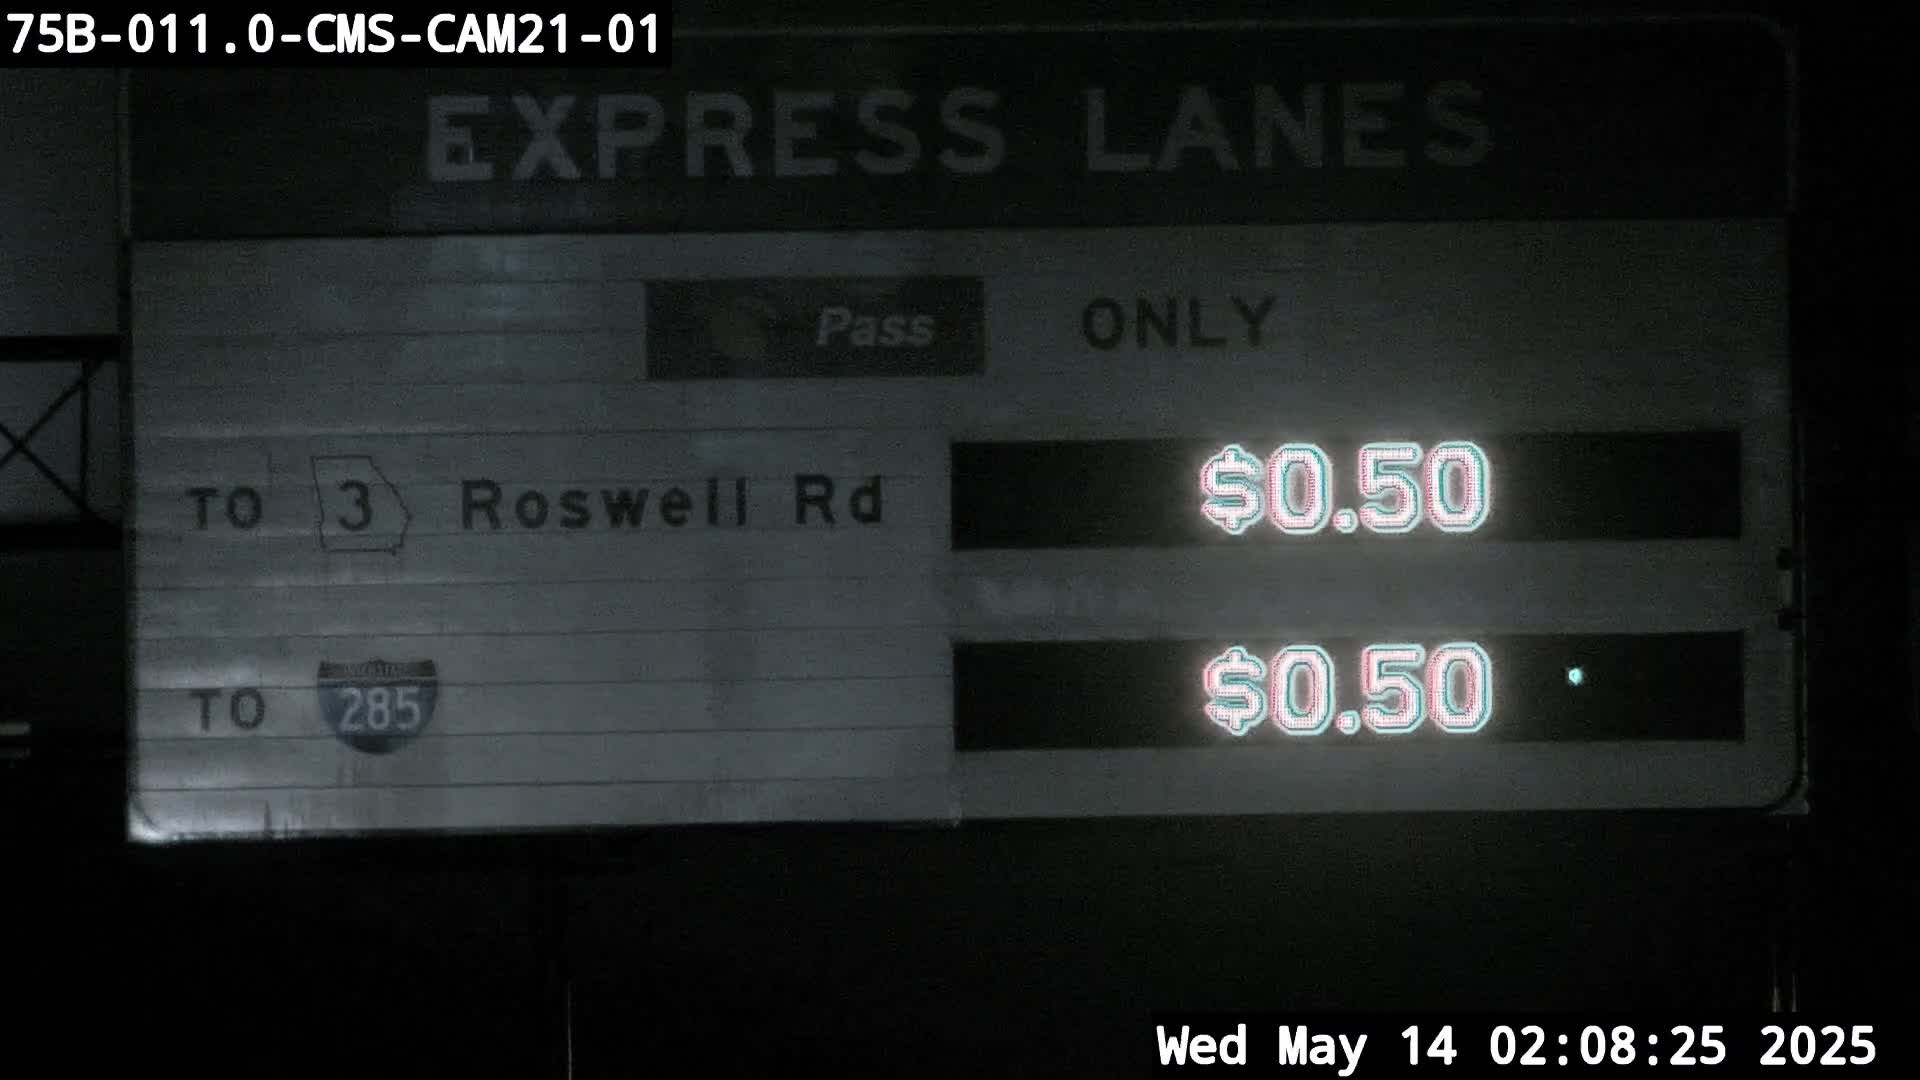 75B-011.0-CMS-CAM21-01
EXPRESS LANES
Pass ONLY
TO 3 Roswell Rd $0.50
TO 285 $0.50
Wed May 14 02:08:25 2025